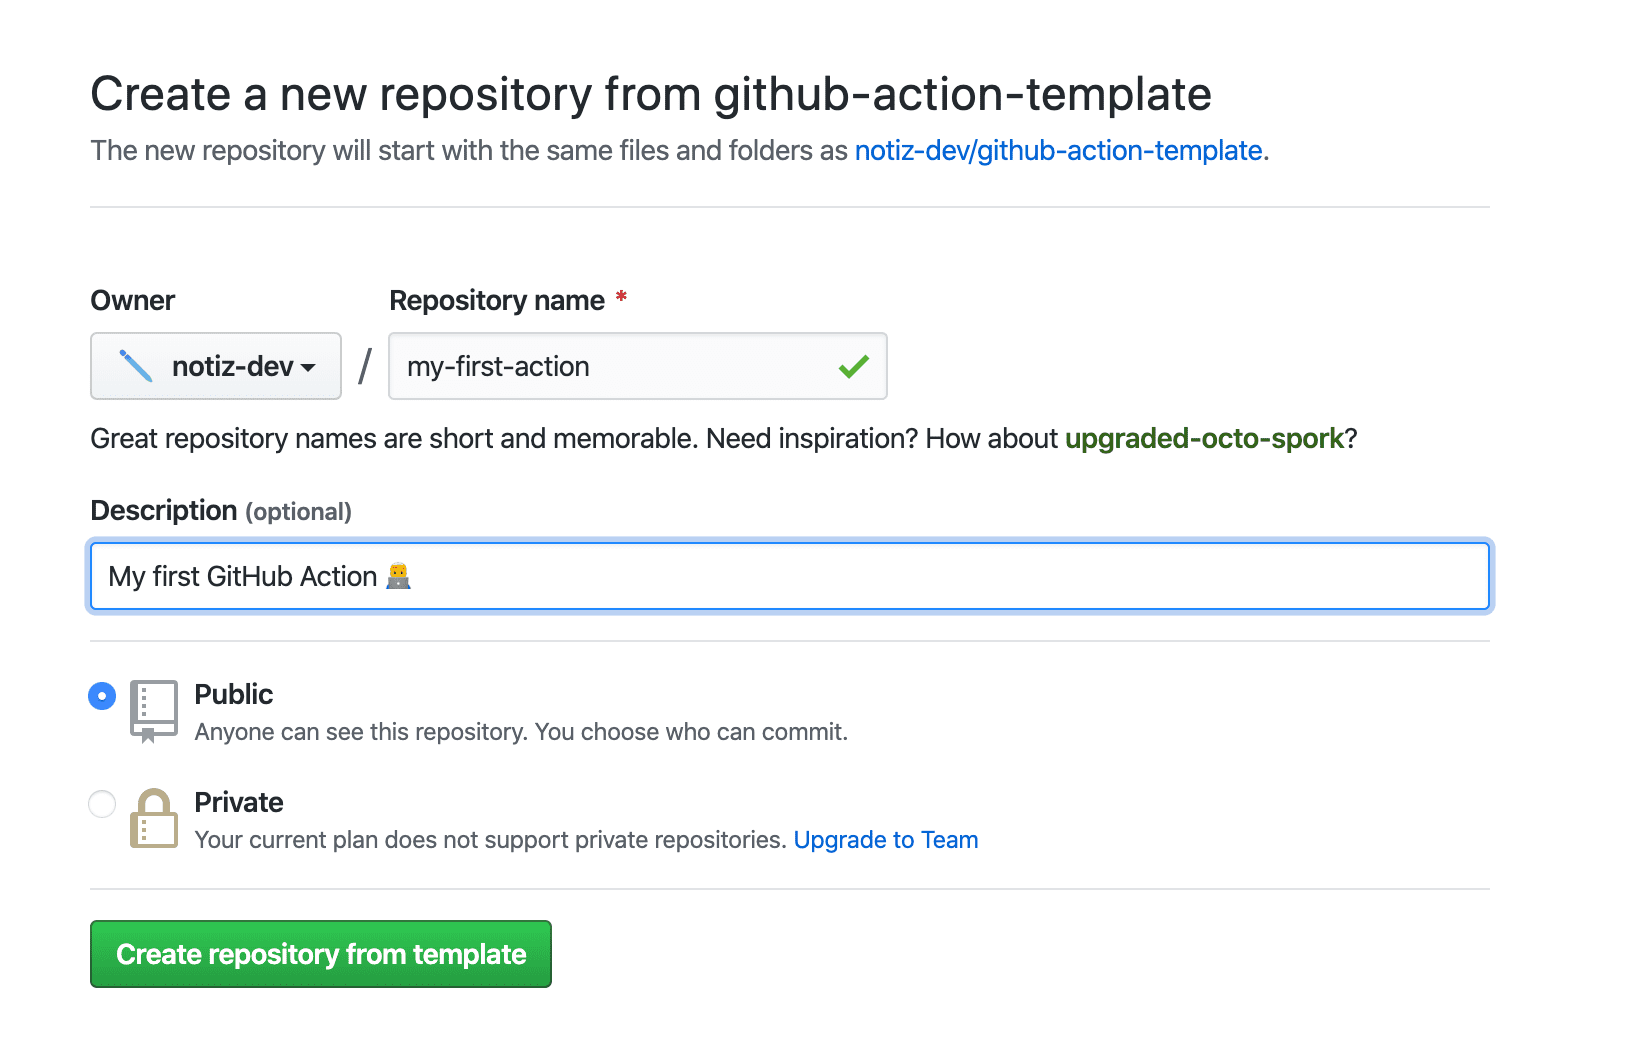 Create a new repository from github-action-template
The new repository will start with the same files and folders as notiz-dev/github-action-template.
Owner Repository name *
notiz-dev / my-first-action
Great repository names are short and memorable. Need inspiration? How about upgraded-octo-spork?
Description (optional)
My first GitHub Action 👨‍💻
Public
Anyone can see this repository. You choose who can commit.
Private
Your current plan does not support private repositories. Upgrade to Team
Create repository from template